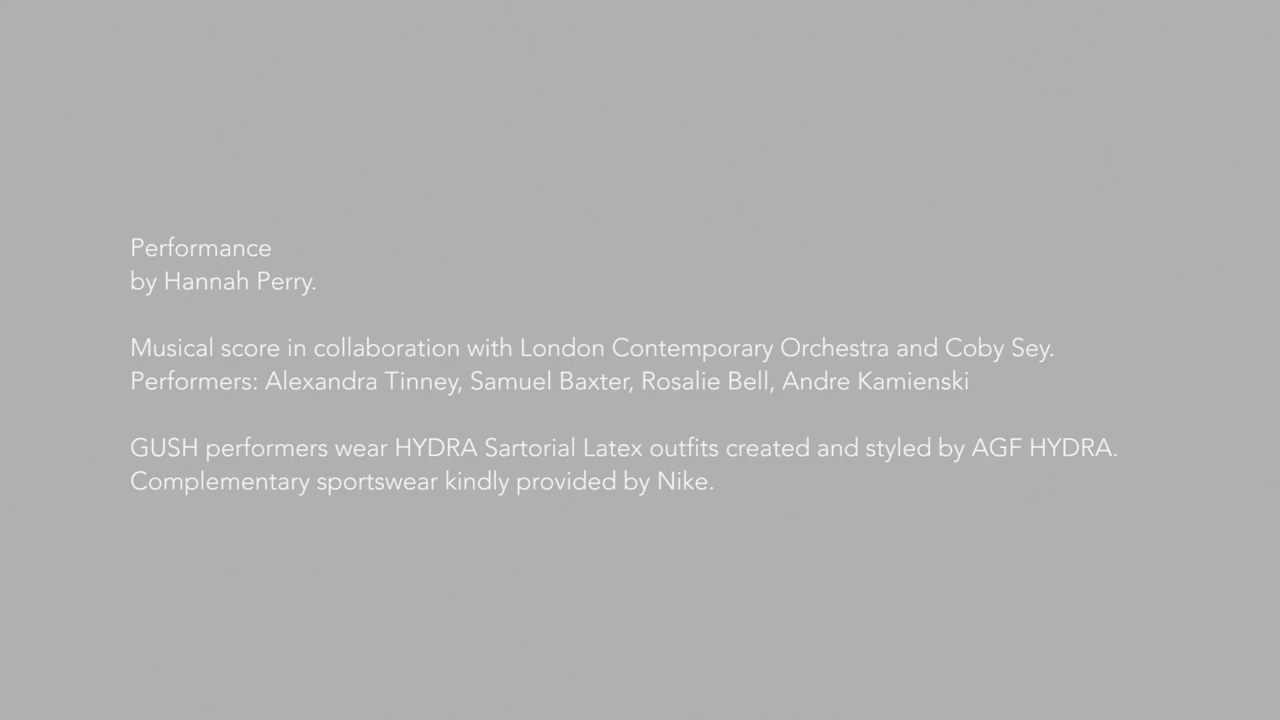 Performance
by Hannah Perry.
Musical score in collaboration with London Contemporary Orchestra and Coby Sey.
Performers: Alexandra Tinney, Samuel Baxter, Rosalie Bell, Andre Kamienski
GUSH performers wear HYDRA Sartorial Latex outfits created and styled by AGF HYDRA.
Complementary sportswear kindly provided by Nike.